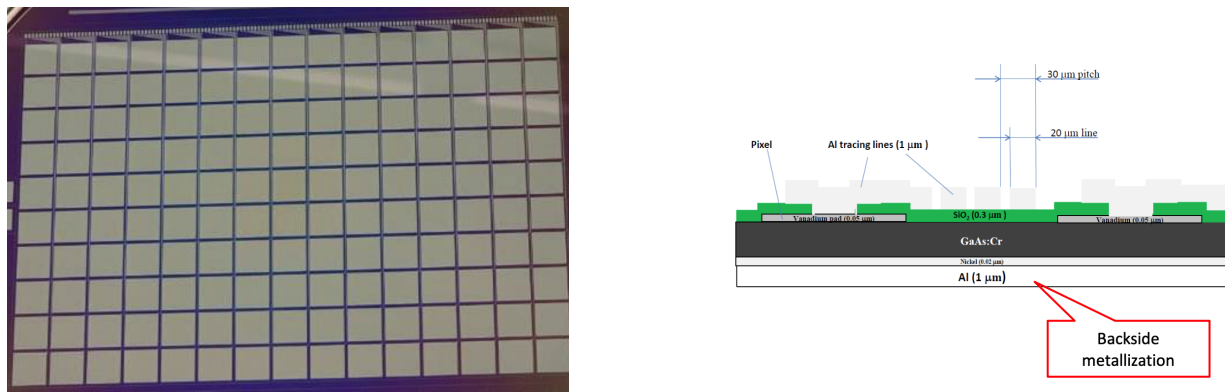 30 μm pitch
20 μm line
Pixel
Al tracing lines (1 μm )
SiO₂ (0.3 μm )
Vanadium pad (0.05 μm)
Vanadium (0.05 μm)
GaAs:Cr
Nickel (0.02 μm)
Al (1 μm)
Backside
metallization